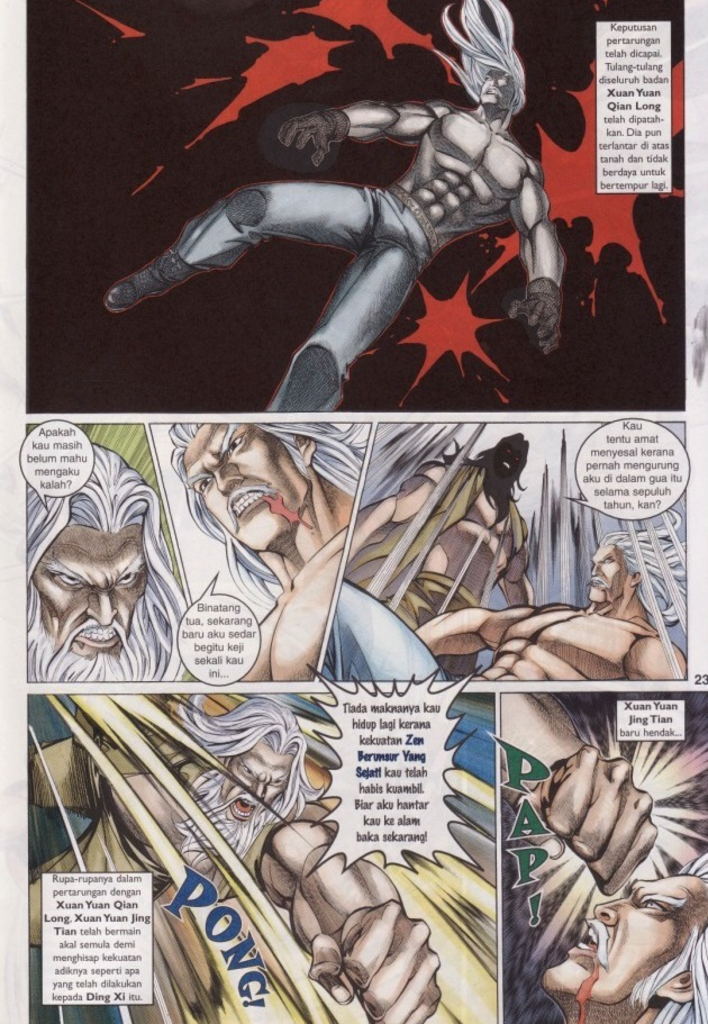 Keputusan
pertarungan
telah dicapai.
Tulang-tulang
diseluruh badan
Xuan Yuan
Qian Long
telah dipatah-
kan. Dia pun
terlantar di atas
tanah dan tidak
berdaya untuk
bertempur lagi.
Apakah
kau masih
belum mahu
mengaku
kalah?
Binatang
tua, sekarang
baru aku sedar
begitu keji
sekali kau
ini...
Kau
tentu amat
menyesal kerana
pernah mengurung
aku di dalam gua itu
selama sepuluh
tahun, kan?
23
Tiada maknanya kau
hidup lagi kerana
kekuatan Zen
Berunsur Yang
Sejati kau telah
habis kuambil.
Biar aku hantar
kau ke alam
baka sekarang!
Rupa-rupanya dalam
pertarungan dengan
Xuan Yuan Qian
Long, Xuan Yuan Jing
Tian telah bermain
akal semula demi
menghisap kekuatan
adiknya seperti apa
yang telah dilakukan
kepada Ding Xi itu.
PONG!
Xuan Yuan
Jing Tian
baru hendak...
PAP!